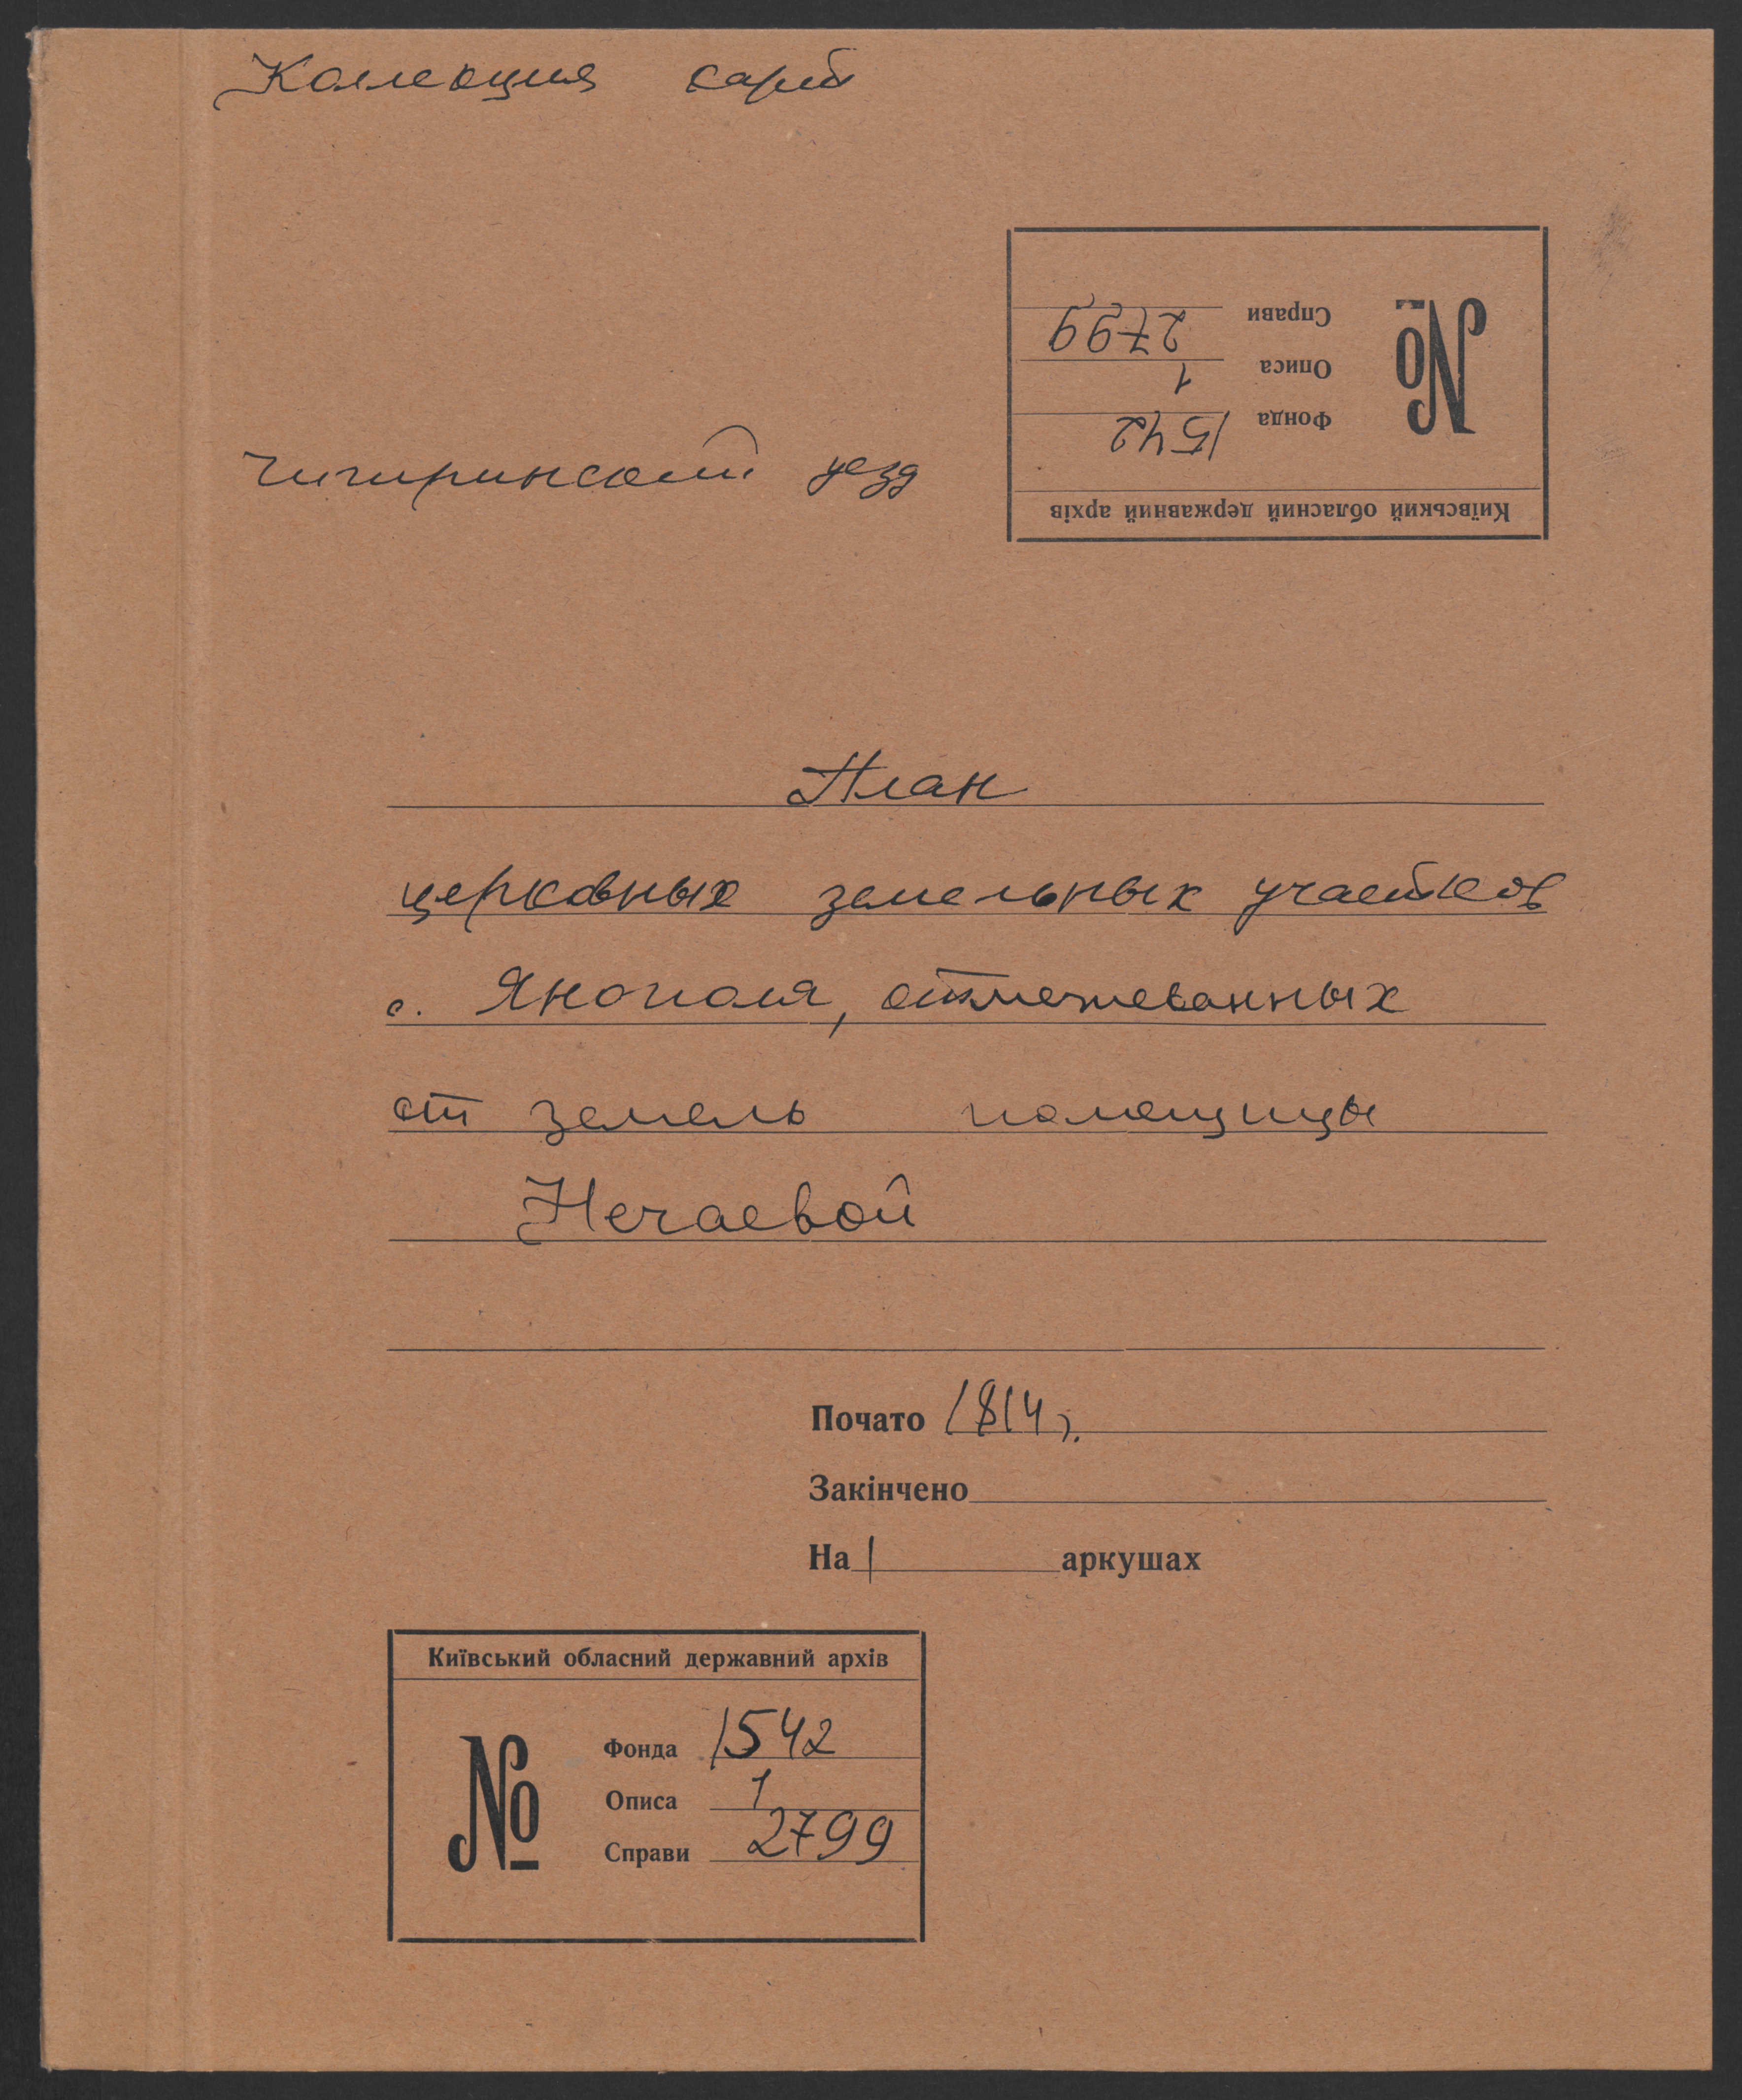 Коллекция карт
Киівський обласний державний архів
№
Фонда 1542
Описа 1
Справи 2799
Чигиринский уезд
План
церковных земельных участков
с. Янополя, отмежеванных
от земель помещицы
Нечаевой
Почато 1814 г.
Закінчено
На 1 аркушах
Київський обласний державний архів
№
Фонда 1542
Описа 1
Справи 2799